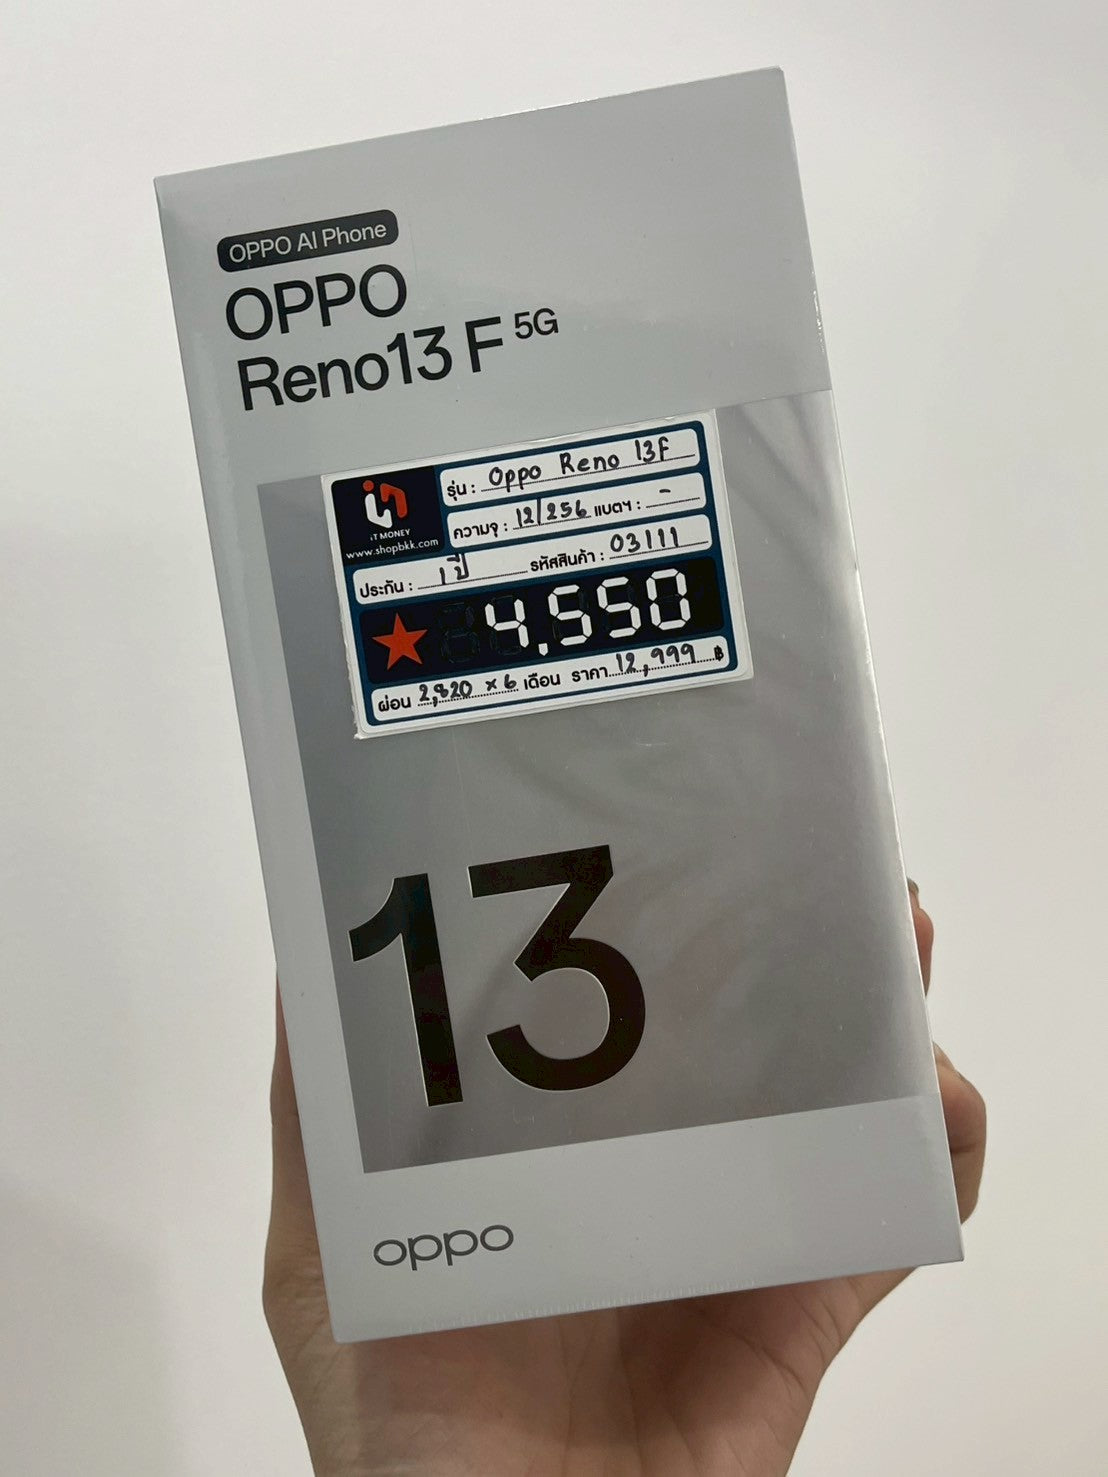 OPPO AI Phone
OPPO
Reno13 F 5G
iT MONEY
www.shopbkk.com
รุ่น : Oppo Reno 13F
ความจุ : 12/256 แบตฯ : -
ประกัน : 1 ปี รหัสสินค้า : 03111
4,550
ผ่อน 2,820 × 6 เดือน ราคา 12,999 ฿
13
oppo